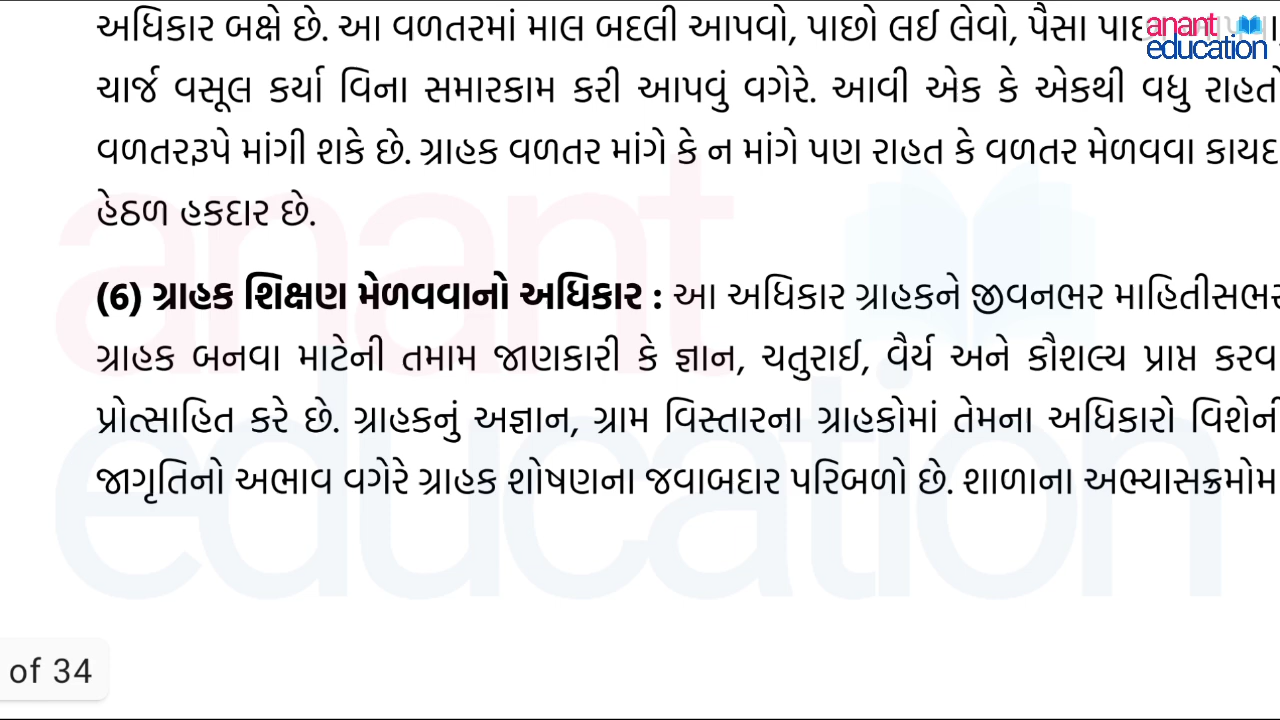 અધિકાર બક્ષે છે. આ વળતરમાં માલ બદલી આપવો, પાછો લઈ લેવો, પૈસા
ચાર્જ વસૂલ કર્યા વિના સમારકામ કરી આપવું વગેરે. આવી એક કે એકથી વધુ
વળતરરૂપે માંગી શકે છે. ગ્રાહક વળતર માંગે કે ન માંગે પણ રાહત કે વળતર મેળવવા
હેઠળ હકદાર છે.
(6) ગ્રાહક શિક્ષણ મેળવવાનો અધિકાર : આ અધિકાર ગ્રાહકને જીવનભર માહિતીસભર
ગ્રાહક બનવા માટેની તમામ જાણકારી કે જ્ઞાન, ચતુરાઈ, વૈર્ય અને કૌશલ્ય પ્રાપ્ત કરવ
પ્રોત્સાહિત કરે છે. ગ્રાહકનું અજ્ઞાન, ગ્રામ વિસ્તારના ગ્રાહકોમાં તેમના અધિકારો વિશેની
જાગૃતિનો અભાવ વગેરે ગ્રાહક શોષણના જવાબદાર પરિબળો છે. શાળાના અભ્યાસક્રમોમ
of 34
anant
education
anant
education